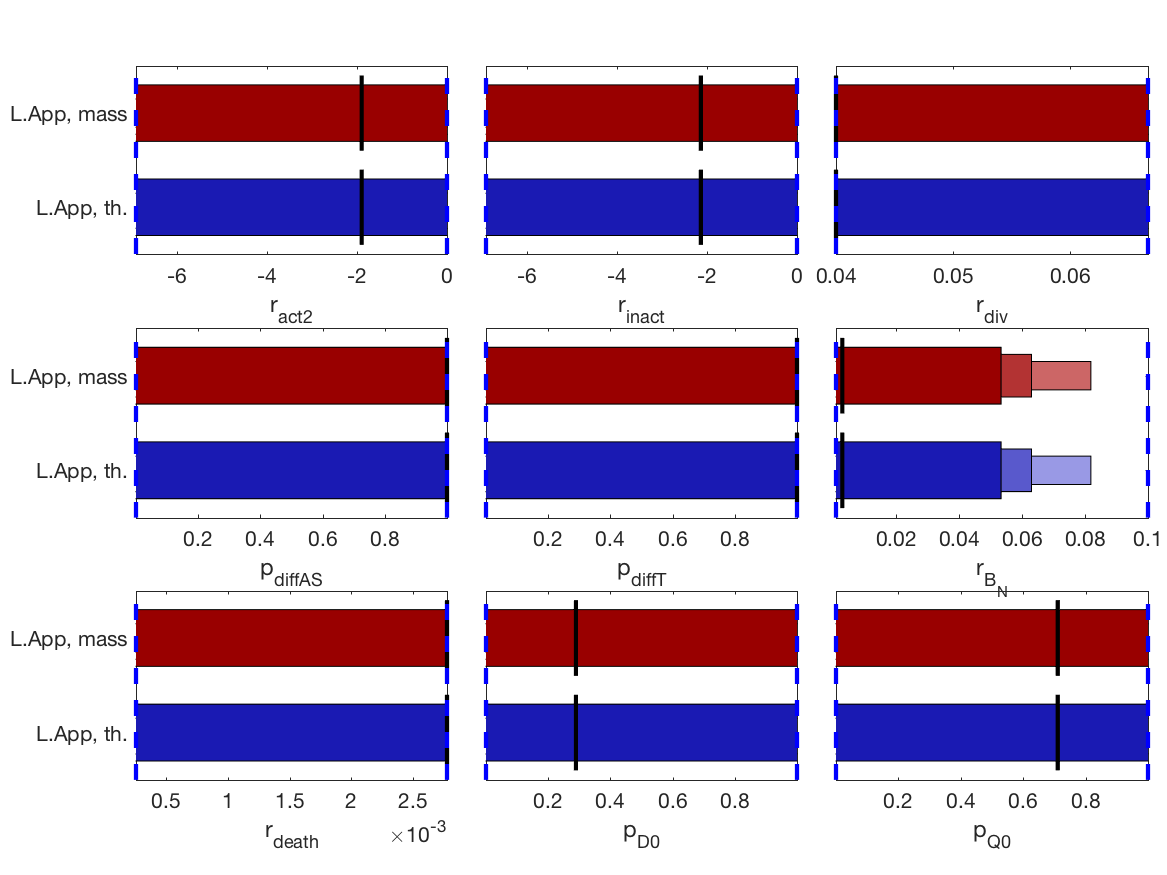 L.App, mass
L.App, th.
-6 -4 -2 0
r_act2
-6 -4 -2 0
r_inact
0.04 0.05 0.06
r_div
L.App, mass
L.App, th.
0.2 0.4 0.6 0.8
p_diffAS
0.2 0.4 0.6 0.8
p_diffT
0.02 0.04 0.06 0.08 0.1
r_B_N
L.App, mass
L.App, th.
0.5 1 1.5 2 2.5
×10^-3
r_death
0.2 0.4 0.6 0.8
p_D0
0.2 0.4 0.6 0.8
p_Q0